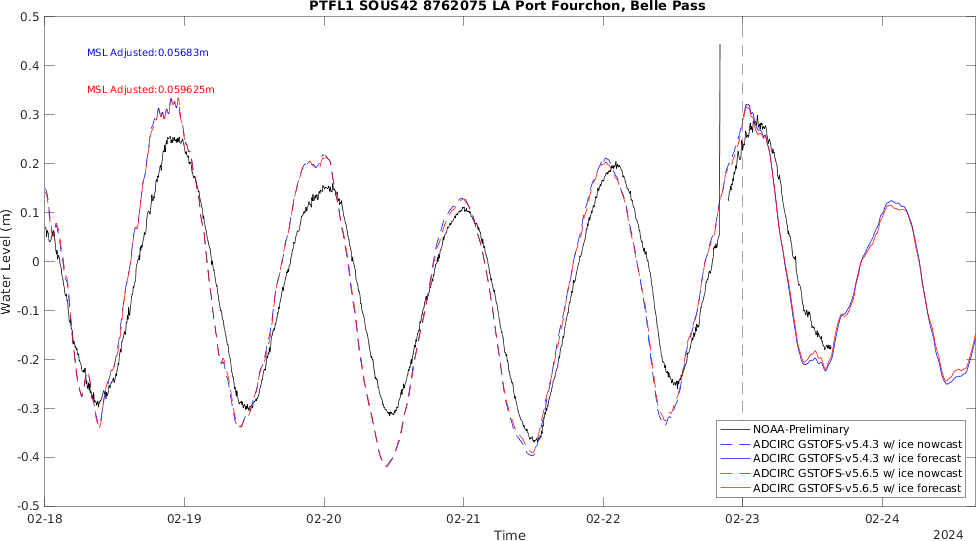 PTFL1 SOUS42 8762075 LA Port Fourchon, Belle Pass
0.5
MSL Adjusted:0.05683m
0.4
MSL Adjusted:0.059625m
0.3
0.2
0.1
0
-0.1
-0.2
-0.3
-0.4
-0.5
Water Level (m)
NOAA-Preliminary
ADCIRC GSTOFS-v5.4.3 w/ ice nowcast
ADCIRC GSTOFS-v5.4.3 w/ ice forecast
ADCIRC GSTOFS-v5.6.5 w/ ice nowcast
ADCIRC GSTOFS-v5.6.5 w/ ice forecast
02-18 02-19 02-20 02-21 02-22 02-23 02-24
Time
2024